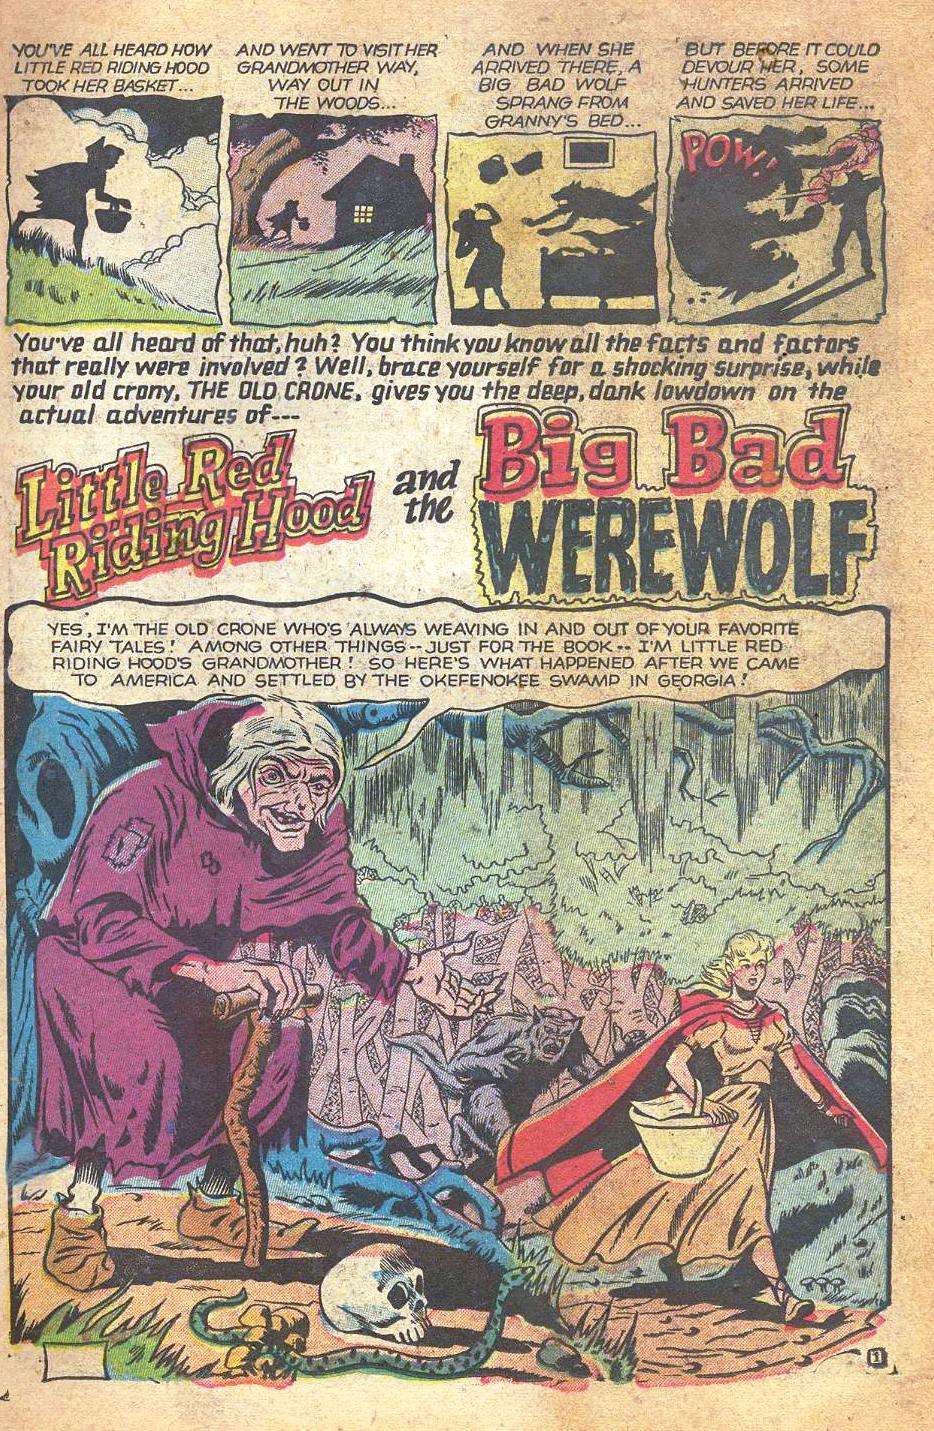 YOU'VE ALL HEARD HOW
LITTLE RED RIDING HOOD
TOOK HER BASKET...
AND WENT TO VISIT HER
GRANDMOTHER WAY,
WAY OUT IN
THE WOODS...
AND WHEN SHE
ARRIVED THERE, A
BIG BAD WOLF
SPRANG FROM
GRANNY'S BED...
BUT BEFORE IT COULD
DEVOUR HER, SOME
HUNTERS ARRIVED
AND SAVED HER LIFE...
POW!
You've all heard of that, huh? You think you know all the facts and factors
that really were involved? Well, brace yourself for a shocking surprise, while
your old crony, THE OLD CRONE, gives you the deep, dank lowdown on the
actual adventures of---
Little Red
Riding Hood
and
the
Big Bad
WEREWOLF
YES, I'M THE OLD CRONE WHO'S ALWAYS WEAVING IN AND OUT OF YOUR FAVORITE
FAIRY TALES! AMONG OTHER THINGS--JUST FOR THE BOOK--I'M LITTLE RED
RIDING HOOD'S GRANDMOTHER! SO HERE'S WHAT HAPPENED AFTER WE CAME
TO AMERICA AND SETTLED BY THE OKEFENOKEE SWAMP IN GEORGIA!
1